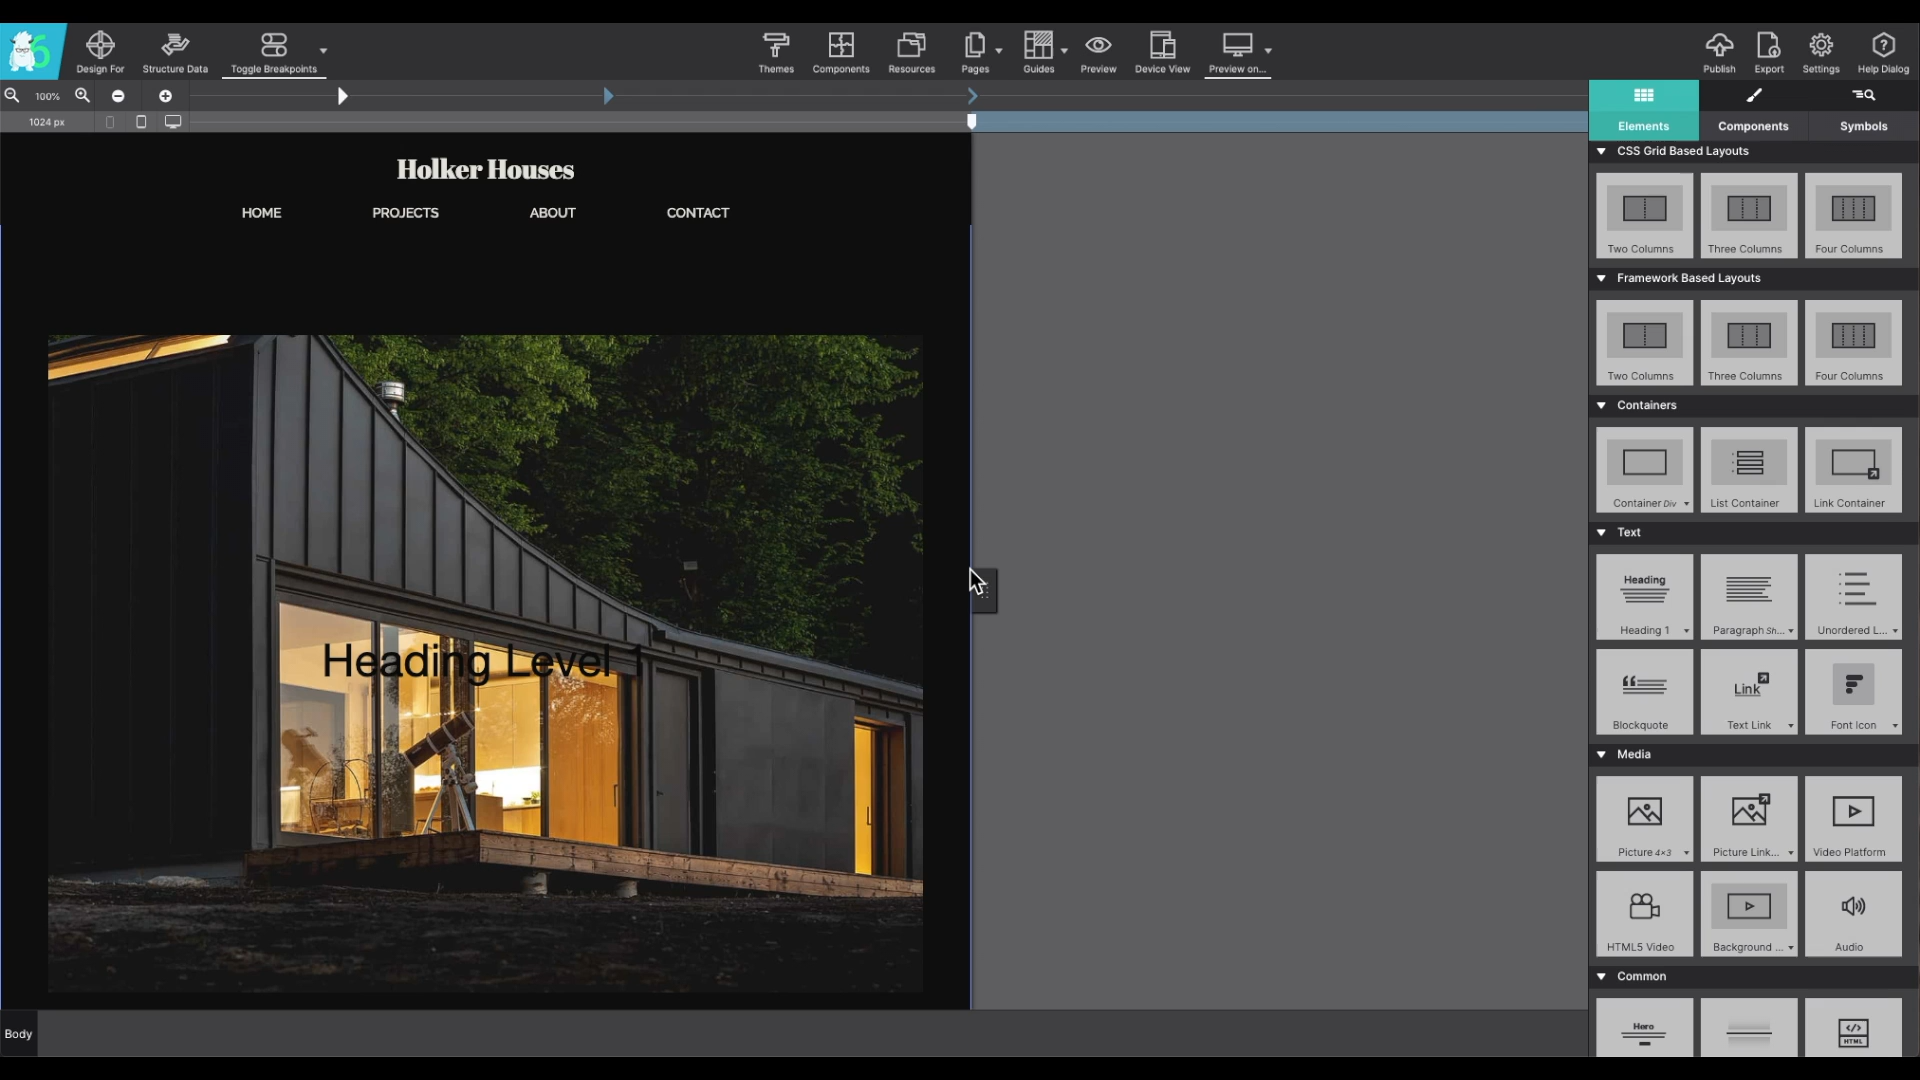 6
Design For
Structure Data
Toggle Breakpoints
Themes
Components
Resources
Pages
Guides
Preview
Device View
Preview on...
Publish
Export
Settings
Help Dialog
100%
1024 px
Elements
Components
Symbols
Holker Houses
HOME PROJECTS ABOUT CONTACT
Heading Level 1
CSS Grid Based Layouts
Two Columns
Three Columns
Four Columns
Framework Based Layouts
Two Columns
Three Columns
Four Columns
Containers
Container Div
List Container
Link Container
Text
Heading
Heading 1
Paragraph Sh...
Unordered L...
Blockquote
Link
Text Link
Font Icon
Media
Picture 4×3
Picture Link...
Video Platform
HTML5 Video
Background ...
Audio
Common
Hero
</>
HTML
Body